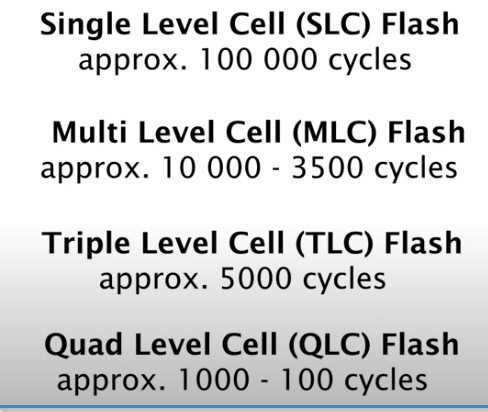 Single Level Cell (SLC) Flash
approx. 100 000 cycles
Multi Level Cell (MLC) Flash
approx. 10 000 - 3500 cycles
Triple Level Cell (TLC) Flash
approx. 5000 cycles
Quad Level Cell (QLC) Flash
approx. 1000 - 100 cycles